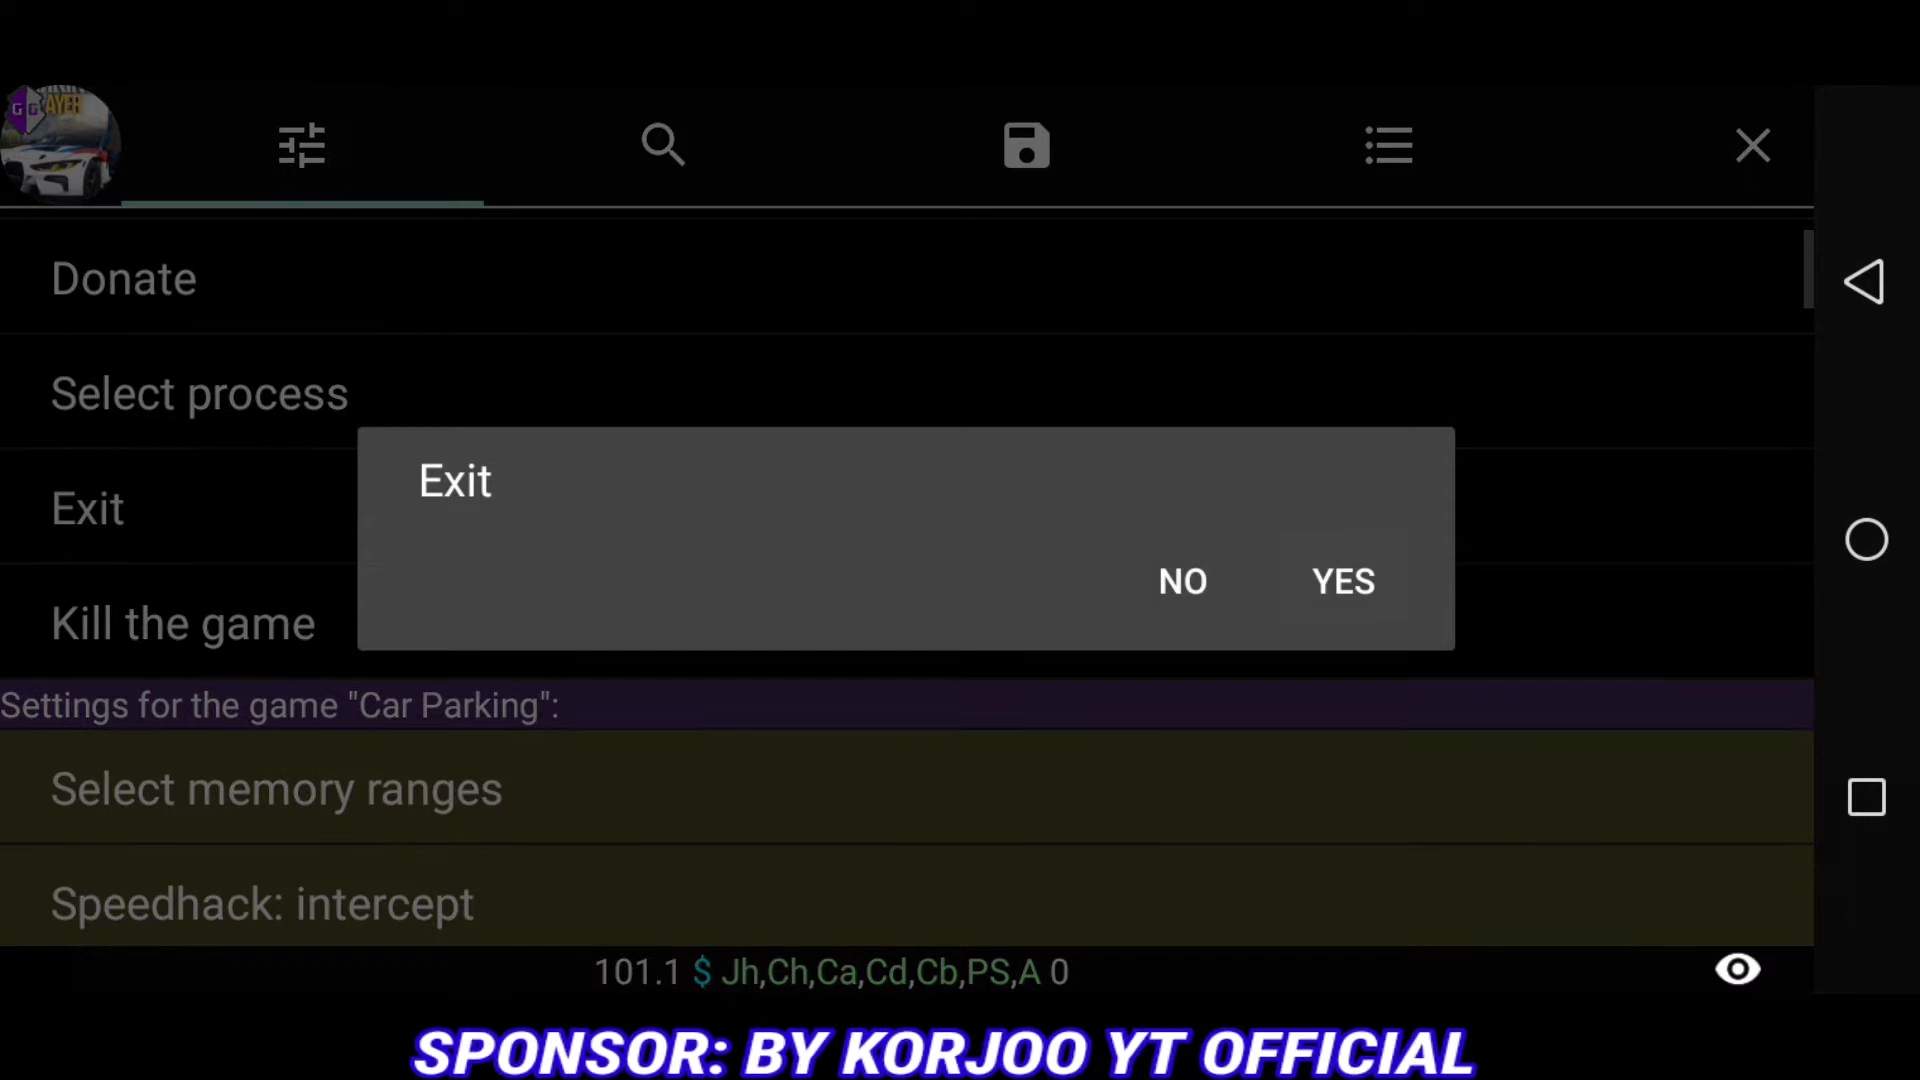 GG
AYER
Donate
Select process
Exit
Kill the game
Exit
NO YES
Settings for the game "Car Parking":
Select memory ranges
Speedhack: intercept
101.1 $ Jh,Ch,Ca,Cd,Cb,PS,A 0
SPONSOR: BY KORJOO YT OFFICIAL